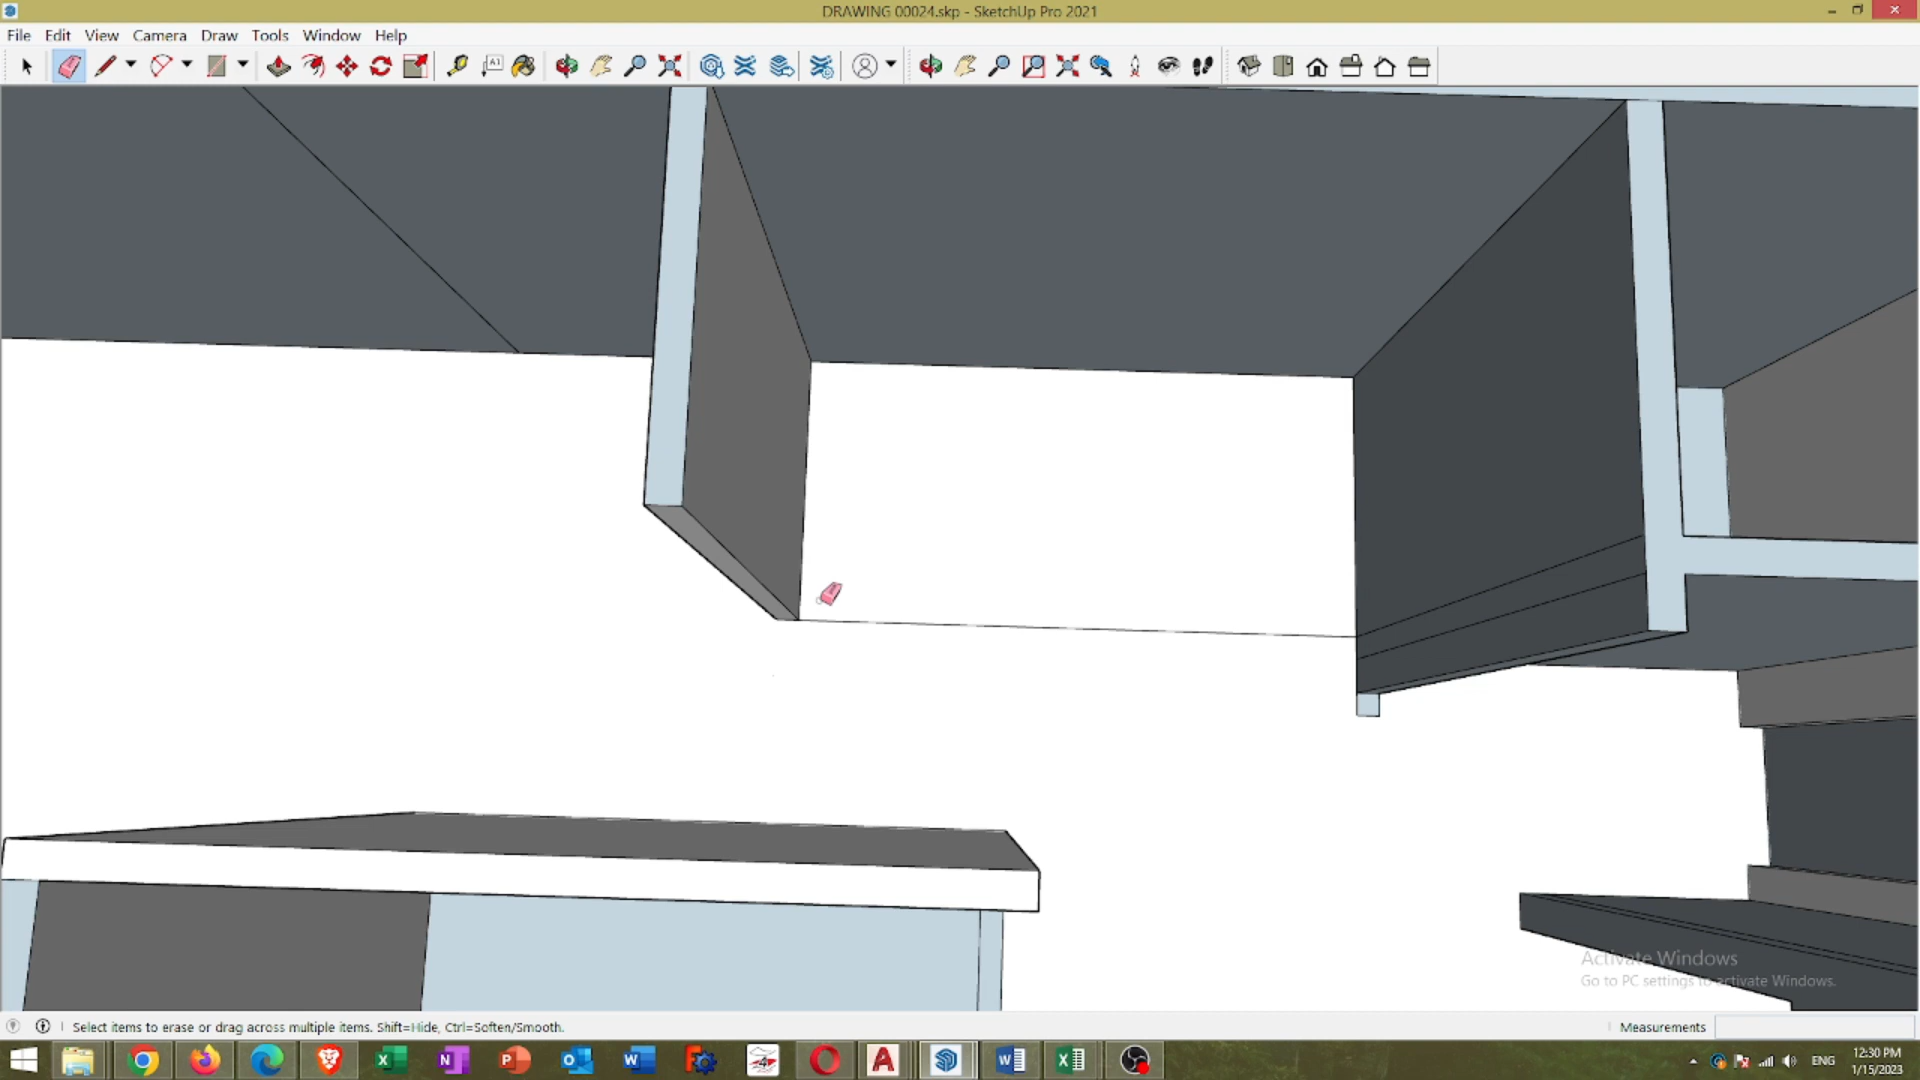 DRAWING 00024.skp - SketchUp Pro 2021
File Edit View Camera Draw Tools Window Help
A1
Activate Windows
Go to PC settings to activate Windows.
Select items to erase or drag across multiple items. Shift=Hide, Ctrl=Soften/Smooth.
Measurements
ENG
12:30 PM
1/15/2023